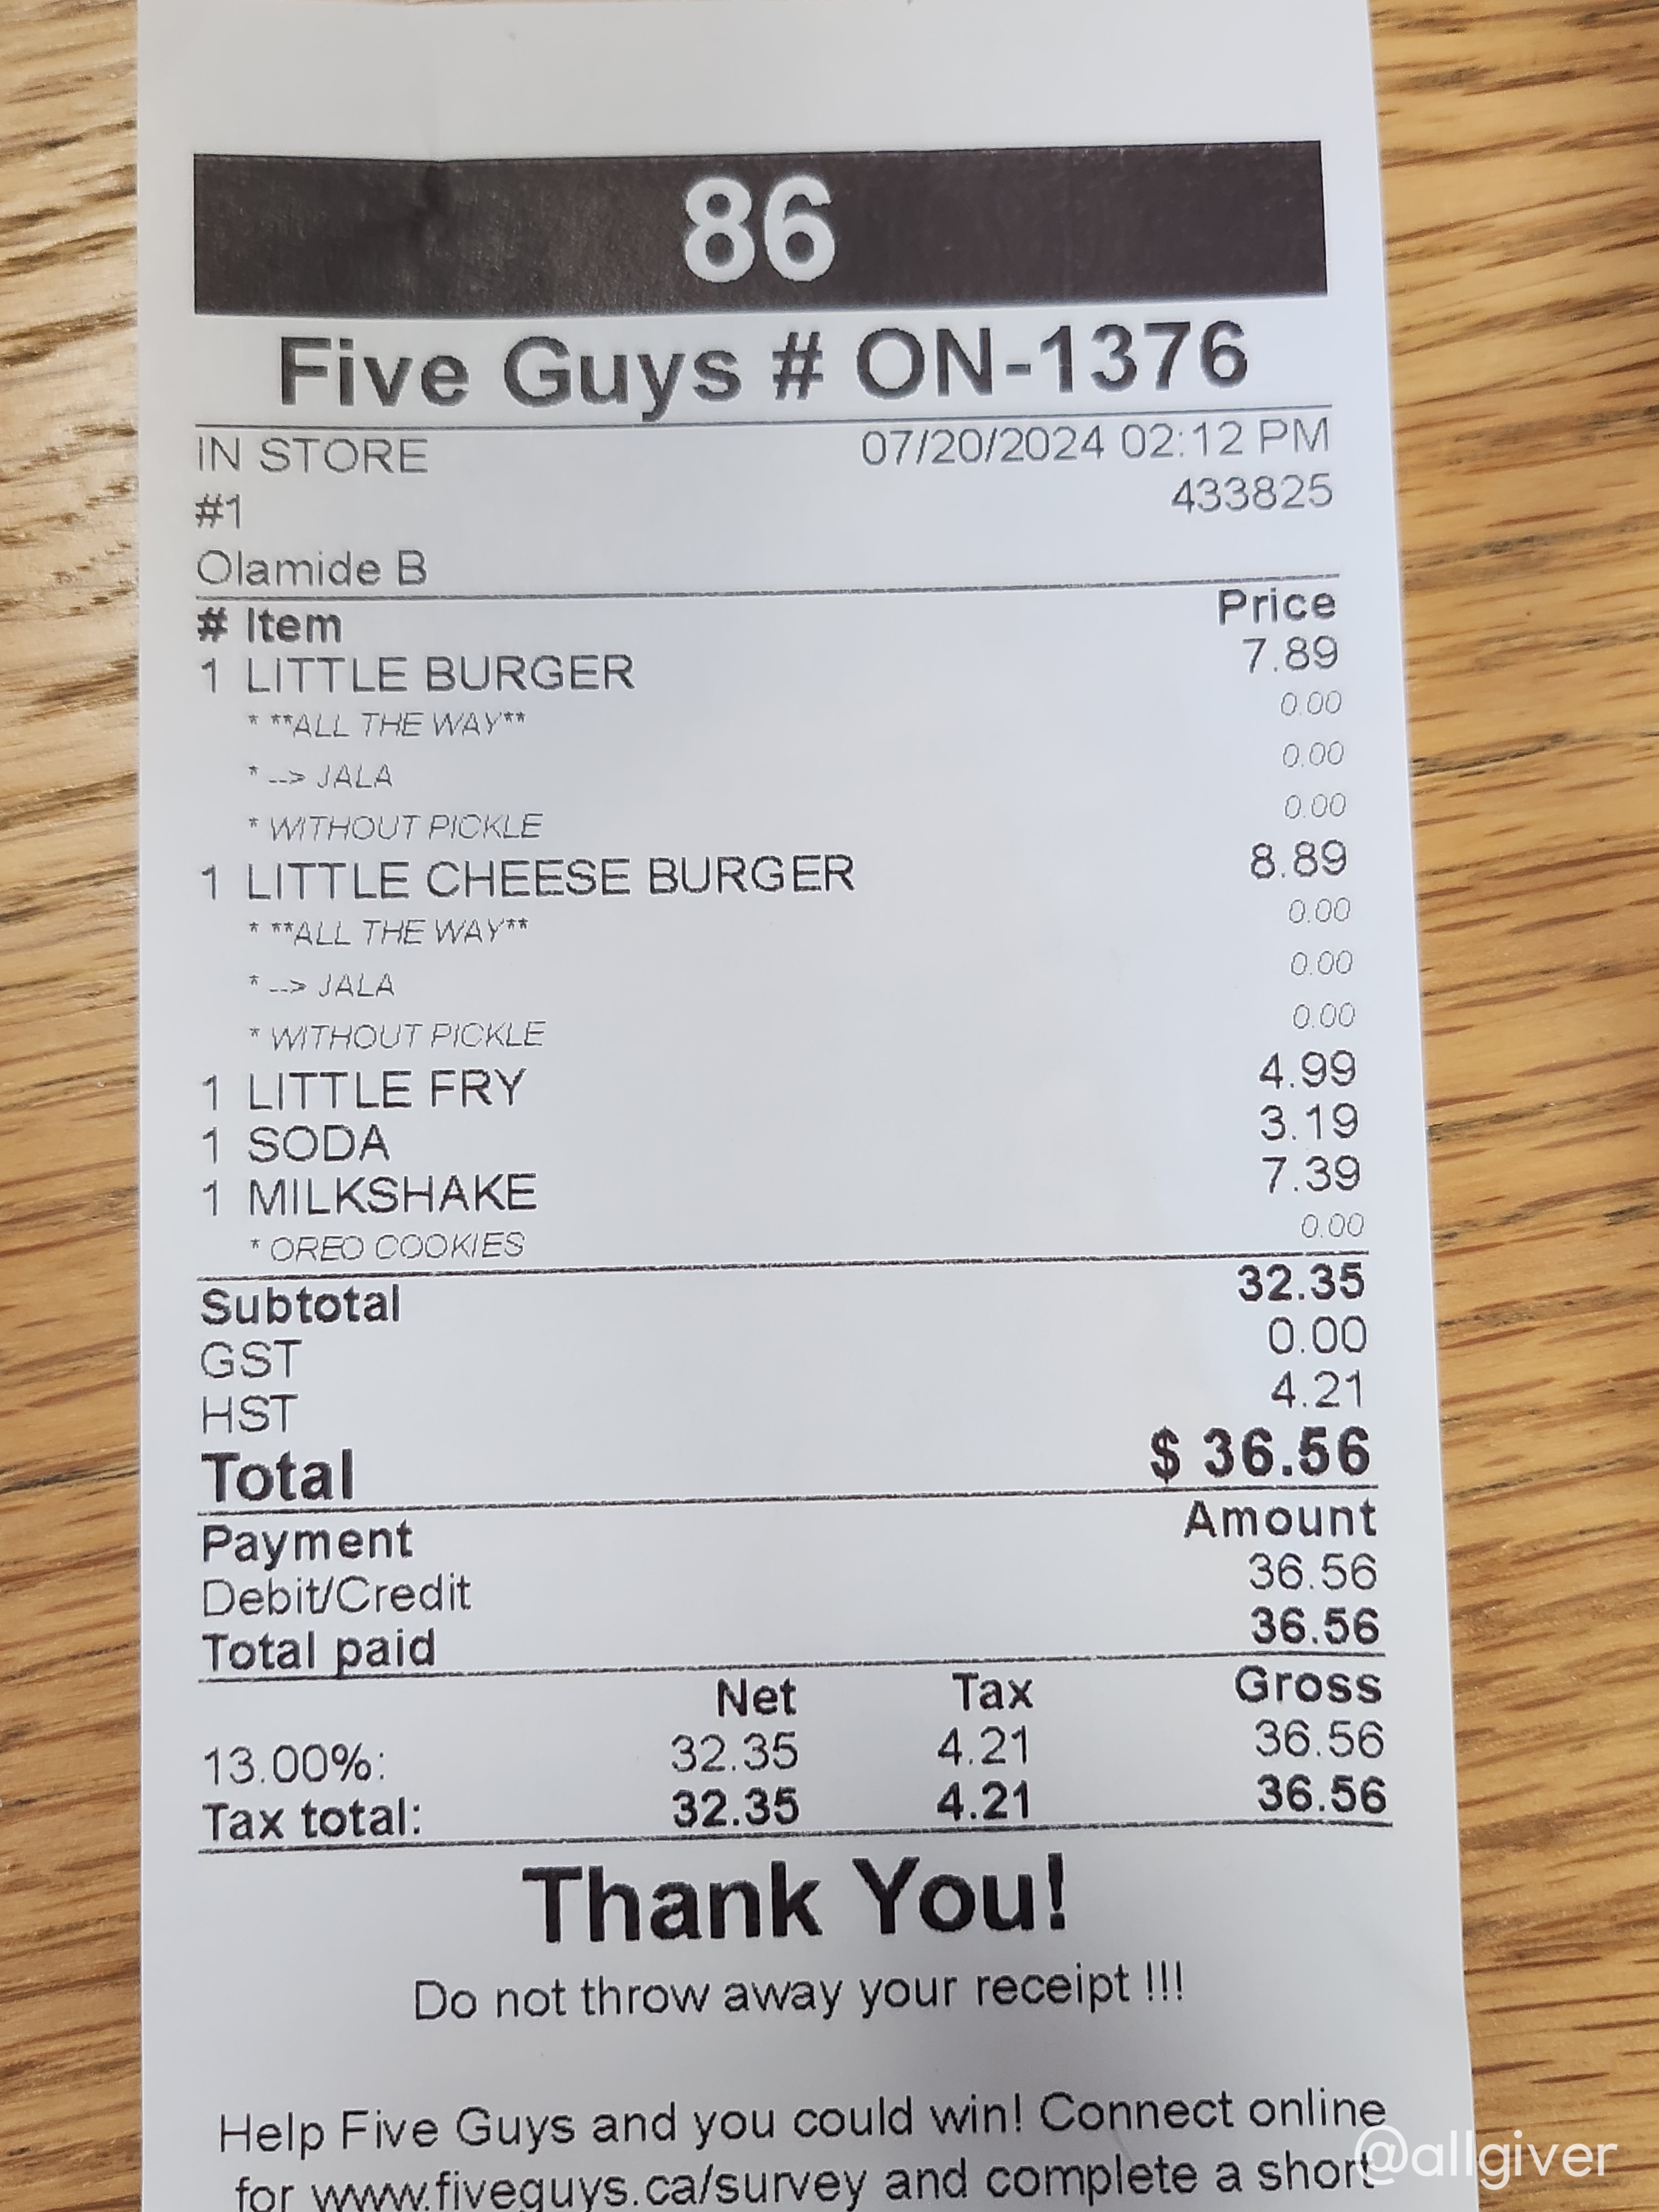 86
Five Guys # ON-1376
IN STORE 07/20/2024 02:12 PM
#1 433825
Olamide B
# Item Price
1 LITTLE BURGER 7.89
* **ALL THE WAY** 0.00
* --> JALA 0.00
* WITHOUT PICKLE 0.00
1 LITTLE CHEESE BURGER 8.89
* **ALL THE WAY** 0.00
* --> JALA 0.00
* WITHOUT PICKLE 0.00
1 LITTLE FRY 4.99
1 SODA 3.19
1 MILKSHAKE 7.39
* OREO COOKIES 0.00
Subtotal 32.35
GST 0.00
HST 4.21
Total $ 36.56
Payment Amount
Debit/Credit 36.56
Total paid 36.56
Net Tax Gross
13.00%: 32.35 4.21 36.56
Tax total: 32.35 4.21 36.56
Thank You!
Do not throw away your receipt !!!
Help Five Guys and you could win! Connect online
for www.fiveguys.ca/survey and complete a short
@allgiver